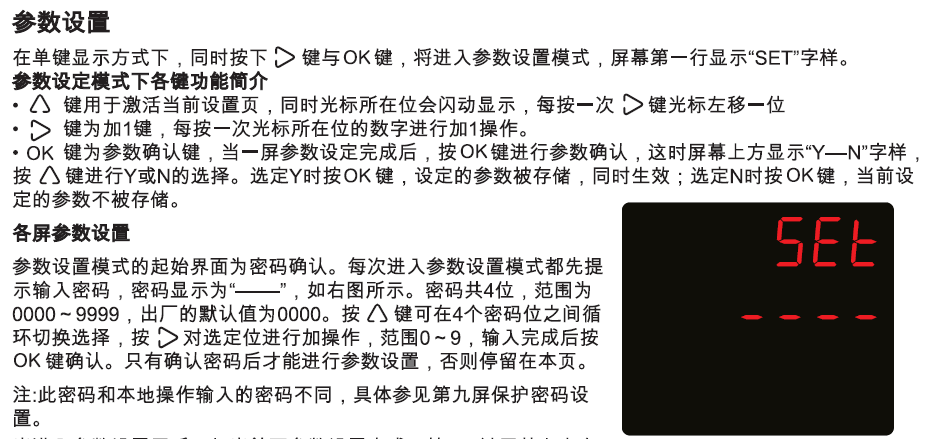 参数设置
在单键显示方式下，同时按下 ▷ 键与OK键，将进入参数设置模式，屏幕第一行显示“SET”字样。
参数设定模式下各键功能简介
• △ 键用于激活当前设置页，同时光标所在位会闪动显示，每按一次 ▷ 键光标左移一位
• ▷ 键为加1键，每按一次光标所在位的数字进行加1操作。
• OK 键为参数确认键，当一屏参数设定完成后，按OK键进行参数确认，这时屏幕上方显示“Y—N”字样，
按 △ 键进行Y或N的选择。选定Y时按OK键，设定的参数被存储，同时生效；选定N时按OK键，当前设
定的参数不被存储。
各屏参数设置
参数设置模式的起始界面为密码确认。每次进入参数设置模式都先提
示输入密码，密码显示为“——”，如右图所示。密码共4位，范围为
0000～9999，出厂的默认值为0000。按 △ 键可在4个密码位之间循
环切换选择，按 ▷ 对选定位进行加操作，范围0～9，输入完成后按
OK键确认。只有确认密码后才能进行参数设置，否则停留在本页。
注:此密码和本地操作输入的密码不同，具体参见第九屏保护密码设
置。
SEt
- - - -